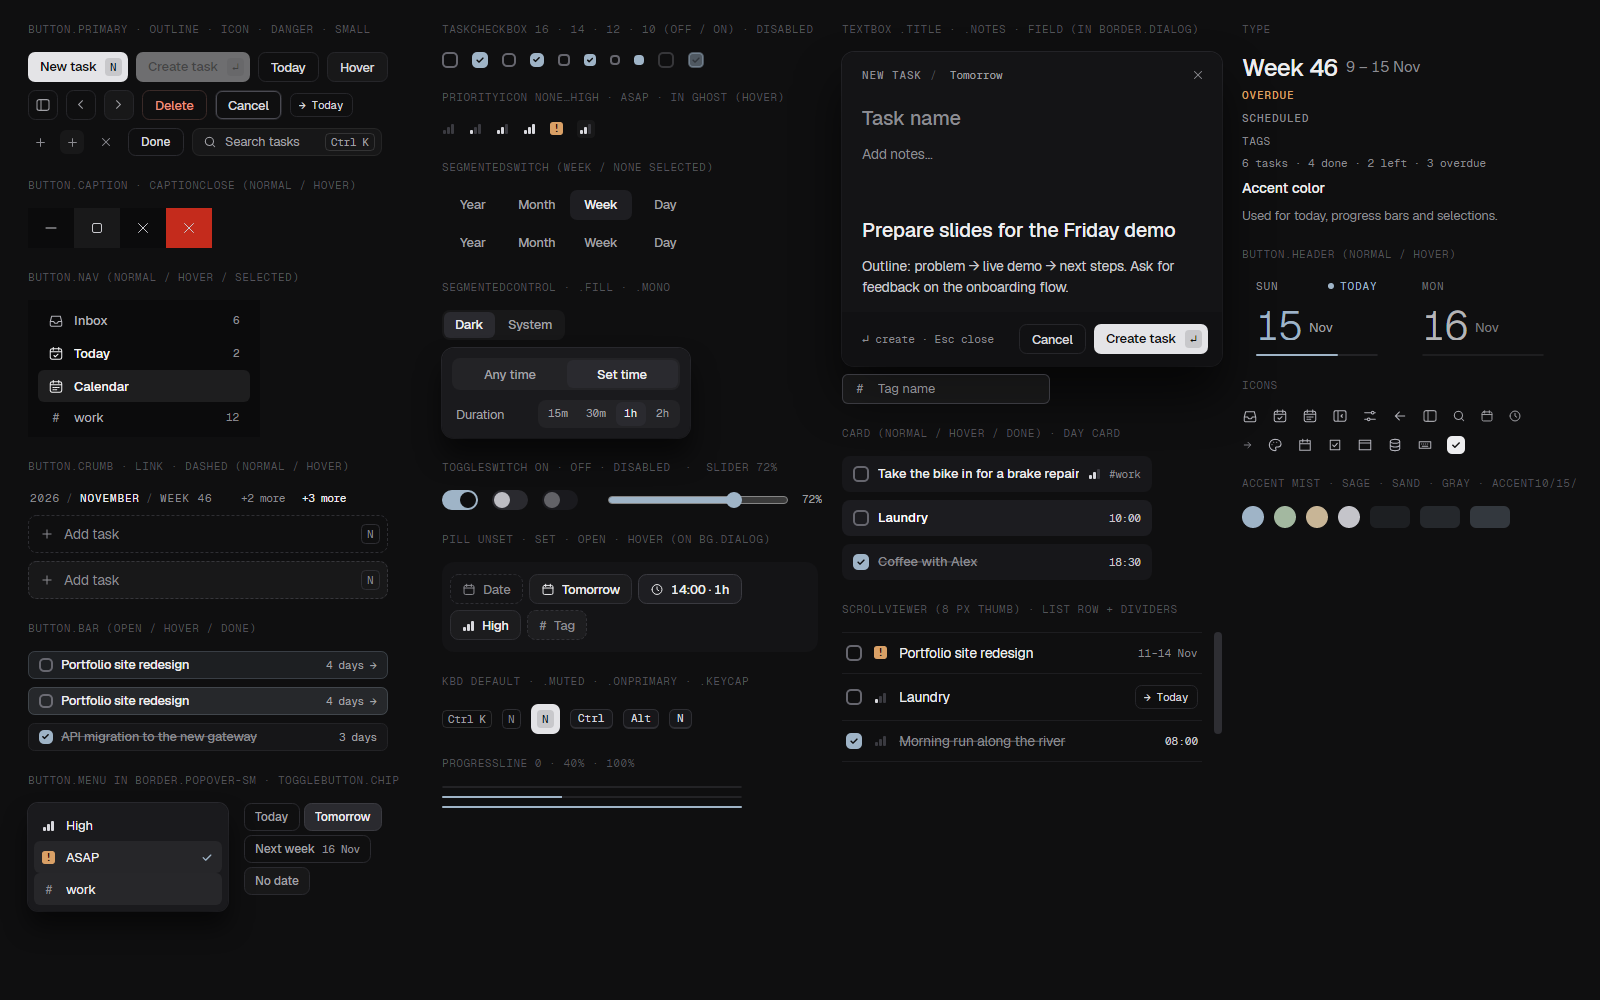 BUTTON.PRIMARY · OUTLINE · ICON · DANGER · SMALL
New task N
Create task ↵
Today
Hover
Delete
Cancel
→ Today
Done
Search tasks Ctrl K
BUTTON.CAPTION · CAPTIONCLOSE (NORMAL / HOVER)
BUTTON.NAV (NORMAL / HOVER / SELECTED)
Inbox 6
Today 2
Calendar
# work 12
BUTTON.CRUMB · LINK · DASHED (NORMAL / HOVER)
2026 / NOVEMBER / WEEK 46 +2 more +3 more
Add task N
Add task N
BUTTON.BAR (OPEN / HOVER / DONE)
Portfolio site redesign 4 days →
Portfolio site redesign 4 days →
API migration to the new gateway 3 days
BUTTON.MENU IN BORDER.POPOVER-SM · TOGGLEBUTTON.CHIP
High
ASAP
# work
Today
Tomorrow
Next week 16 Nov
No date
TASKCHECKBOX 16 · 14 · 12 · 10 (OFF / ON) · DISABLED
PRIORITYICON NONE…HIGH · ASAP · IN GHOST (HOVER)
SEGMENTEDSWITCH (WEEK / NONE SELECTED)
Year Month Week Day
Year Month Week Day
SEGMENTEDCONTROL · .FILL · .MONO
Dark System
Any time Set time
Duration 15m 30m 1h 2h
TOGGLESWITCH ON · OFF · DISABLED · SLIDER 72%
72%
PILL UNSET · SET · OPEN · HOVER (ON BG.DIALOG)
Date
Tomorrow
14:00 · 1h
High
# Tag
KBD DEFAULT · .MUTED · .ONPRIMARY · .KEYCAP
Ctrl K N N Ctrl Alt N
PROGRESSLINE 0 · 40% · 100%
TEXTBOX .TITLE · .NOTES · FIELD (IN BORDER.DIALOG)
NEW TASK / Tomorrow
Task name
Add notes…
Prepare slides for the Friday demo
Outline: problem → live demo → next steps. Ask for
feedback on the onboarding flow.
↵ create · Esc close
Cancel
Create task ↵
# Tag name
CARD (NORMAL / HOVER / DONE) · DAY CARD
Take the bike in for a brake repair #work
Laundry 10:00
Coffee with Alex 18:30
SCROLLVIEWER (8 PX THUMB) · LIST ROW + DIVIDERS
! Portfolio site redesign 11–14 Nov
Laundry → Today
Morning run along the river 08:00
TYPE
Week 46 9 – 15 Nov
OVERDUE
SCHEDULED
TAGS
6 tasks · 4 done · 2 left · 3 overdue
Accent color
Used for today, progress bars and selections.
BUTTON.HEADER (NORMAL / HOVER)
SUN TODAY MON
15 Nov 16 Nov
ICONS
ACCENT MIST · SAGE · SAND · GRAY · ACCENT10/15/